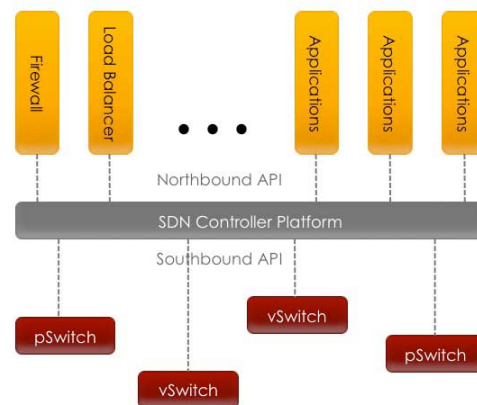 Firewall
Load Balancer
Applications
Applications
Applications
Northbound API
SDN Controller Platform
Southbound API
vSwitch
pSwitch
pSwitch
vSwitch